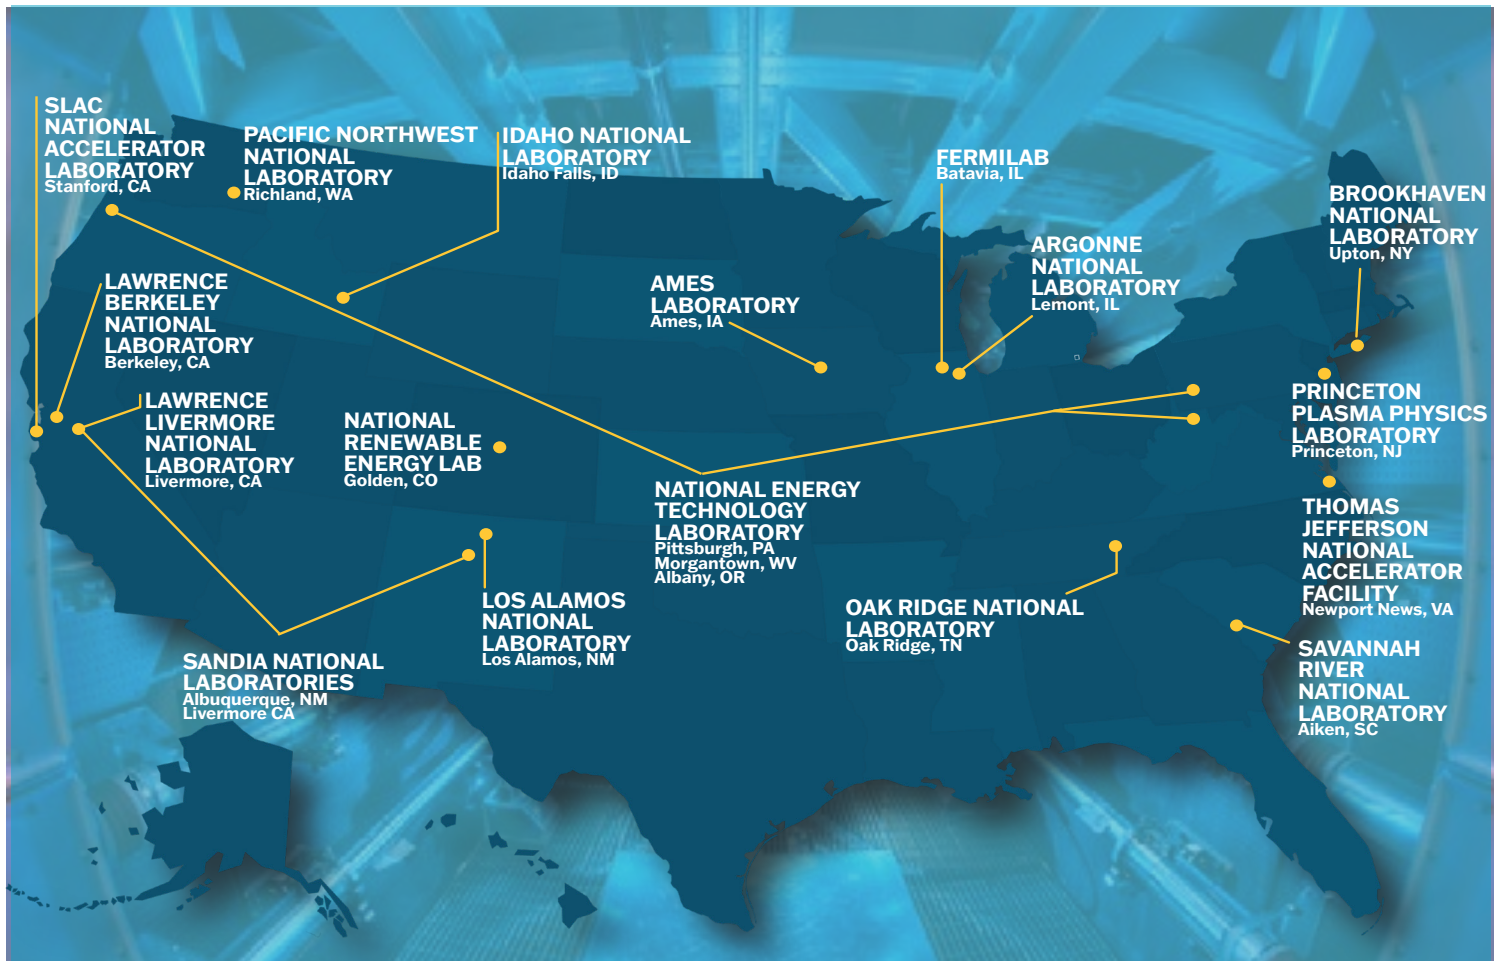 SLAC
NATIONAL
ACCELERATOR
LABORATORY
Stanford, CA
PACIFIC NORTHWEST
NATIONAL
LABORATORY
Richland, WA
IDAHO NATIONAL
LABORATORY
Idaho Falls, ID
FERMILAB
Batavia, IL
BROOKHAVEN
NATIONAL
LABORATORY
Upton, NY
ARGONNE
NATIONAL
LABORATORY
Lemont, IL
LAWRENCE
BERKELEY
NATIONAL
LABORATORY
Berkeley, CA
AMES
LABORATORY
Ames, IA
LAWRENCE
LIVERMORE
NATIONAL
LABORATORY
Livermore, CA
NATIONAL
RENEWABLE
ENERGY LAB
Golden, CO
PRINCETON
PLASMA PHYSICS
LABORATORY
Princeton, NJ
NATIONAL ENERGY
TECHNOLOGY
LABORATORY
Pittsburgh, PA
Morgantown, WV
Albany, OR
THOMAS
JEFFERSON
NATIONAL
ACCELERATOR
FACILITY
Newport News, VA
LOS ALAMOS
NATIONAL
LABORATORY
Los Alamos, NM
OAK RIDGE NATIONAL
LABORATORY
Oak Ridge, TN
SANDIA NATIONAL
LABORATORIES
Albuquerque, NM
Livermore CA
SAVANNAH
RIVER
NATIONAL
LABORATORY
Aiken, SC